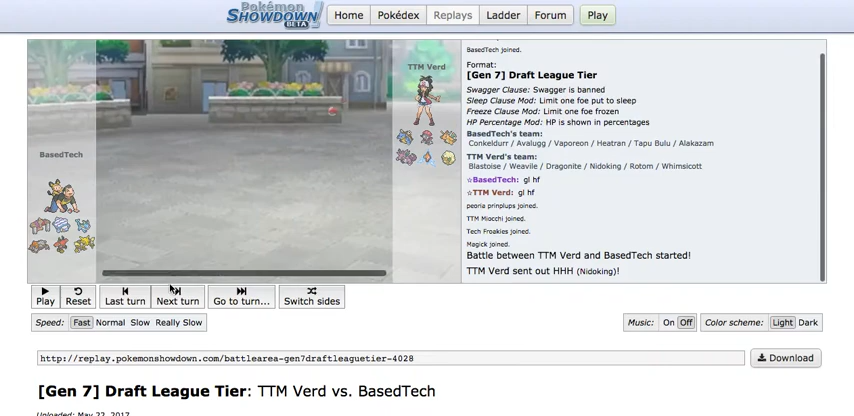 Pokémon
SHOWDOWN!
BETA
Home
Pokédex
Replays
Ladder
Forum
Play
BasedTech
TTM Verd
BasedTech joined.
Format:
[Gen 7] Draft League Tier
Swagger Clause: Swagger is banned
Sleep Clause Mod: Limit one foe put to sleep
Freeze Clause Mod: Limit one foe frozen
HP Percentage Mod: HP is shown in percentages
BasedTech's team:
Conkeldurr / Avalugg / Vaporeon / Heatran / Tapu Bulu / Alakazam
TTM Verd's team:
Blastoise / Weavile / Dragonite / Nidoking / Rotom / Whimsicott
☆BasedTech: gl hf
☆TTM Verd: gl hf
peoria prinplups joined.
TTM Miocchi joined.
Tech Froakies joined.
Magick joined.
Battle between TTM Verd and BasedTech started!
TTM Verd sent out HHH (Nidoking)!
Play
Reset
Last turn
Next turn
Go to turn...
Switch sides
Speed: Fast Normal Slow Really Slow
Music: On Off
Color scheme: Light Dark
http://replay.pokemonshowdown.com/battlearea-gen7draftleaguetier-4028
Download
[Gen 7] Draft League Tier: TTM Verd vs. BasedTech
Uploaded: May 22, 2017